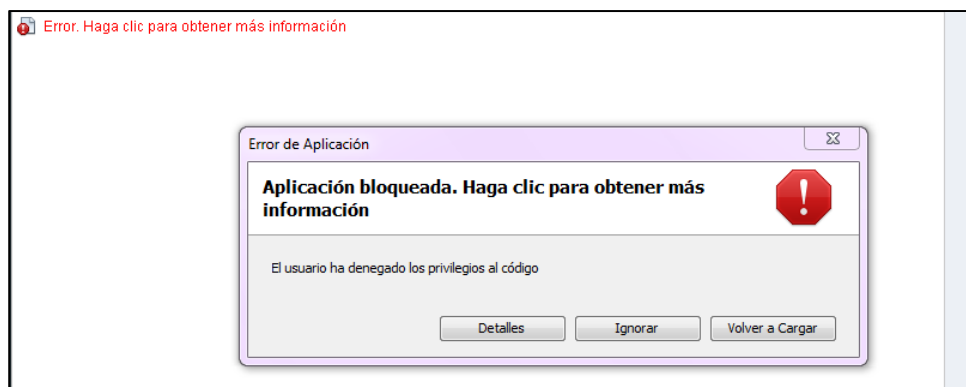 Error. Haga clic para obtener más información
Error de Aplicación
Aplicación bloqueada. Haga clic para obtener más
información
El usuario ha denegado los privilegios al código
Detalles
Ignorar
Volver a Cargar